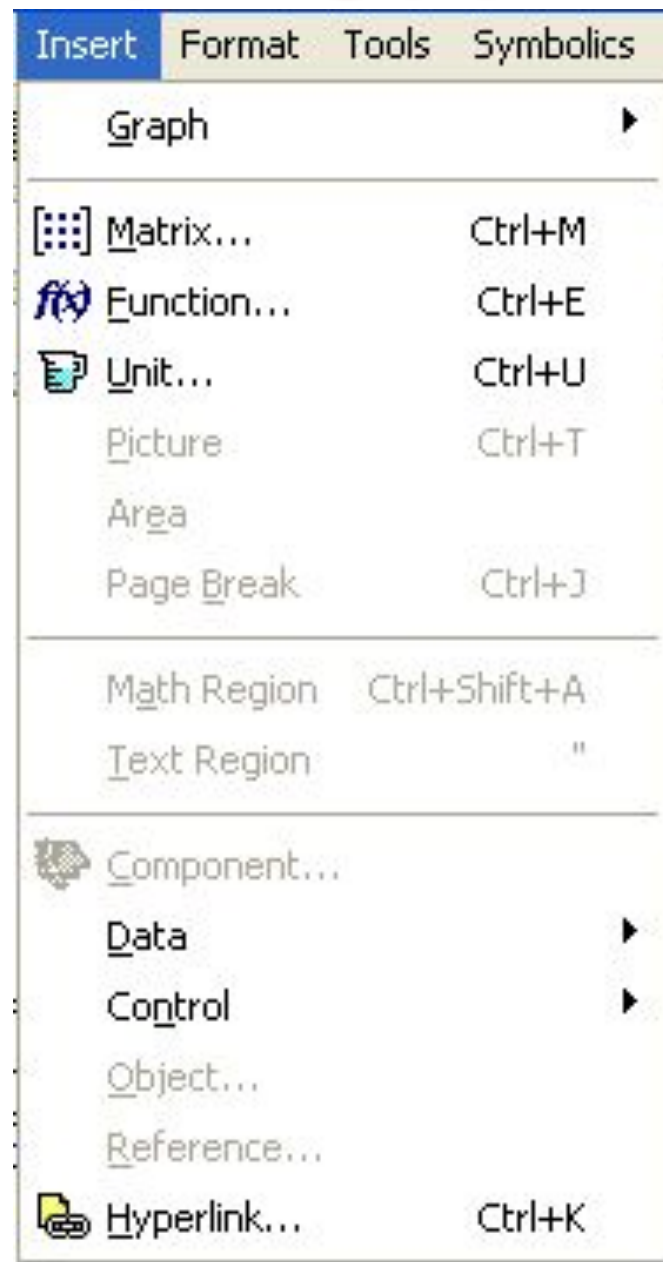 Insert Format Tools Symbolics
Graph
Matrix... Ctrl+M
f(x) Function... Ctrl+E
Unit... Ctrl+U
Picture Ctrl+T
Area
Page Break Ctrl+J
Math Region Ctrl+Shift+A
Text Region "
Component...
Data
Control
Object...
Reference...
Hyperlink... Ctrl+K